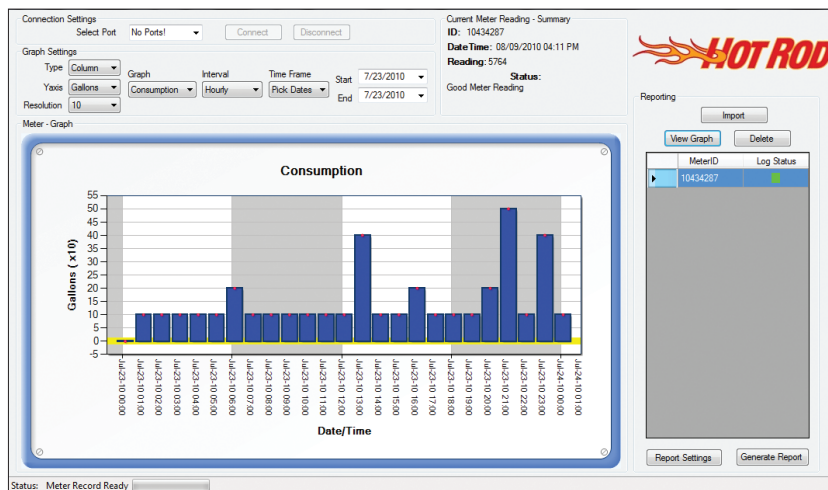 Connection Settings
Select Port No Ports! Connect Disconnect
Graph Settings
Type Column
Yaxis Gallons
Resolution 10
Graph
Consumption
Interval
Hourly
Time Frame
Pick Dates
Start 7/23/2010
End 7/23/2010
Current Meter Reading - Summary
ID: 10434287
DateTime: 08/09/2010 04:11 PM
Reading: 5764
Status:
Good Meter Reading
HOT ROD
Reporting
Import
View Graph Delete
MeterID Log Status
10434287
Report Settings Generate Report
Meter - Graph
Consumption
Gallons ( x10)
55
50
45
40
35
30
25
20
15
10
5
0
-5
Jul-23-10 00:00
Jul-23-10 01:00
Jul-23-10 02:00
Jul-23-10 03:00
Jul-23-10 04:00
Jul-23-10 05:00
Jul-23-10 06:00
Jul-23-10 07:00
Jul-23-10 08:00
Jul-23-10 09:00
Jul-23-10 10:00
Jul-23-10 11:00
Jul-23-10 12:00
Jul-23-10 13:00
Jul-23-10 14:00
Jul-23-10 15:00
Jul-23-10 16:00
Jul-23-10 17:00
Jul-23-10 18:00
Jul-23-10 19:00
Jul-23-10 20:00
Jul-23-10 21:00
Jul-23-10 22:00
Jul-23-10 23:00
Jul-24-10 00:00
Jul-24-10 01:00
Date/Time
Status: Meter Record Ready